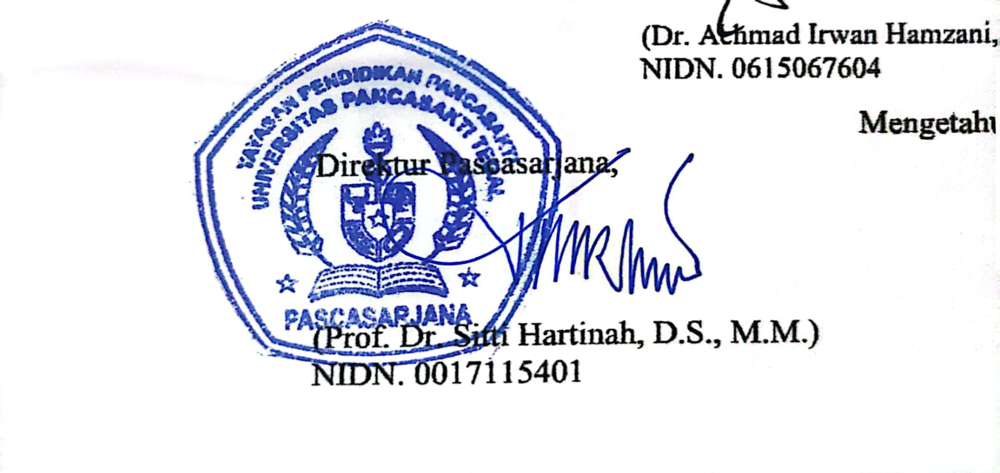 (Dr. Achmad Irwan Hamzani,
NIDN. 0615067604
Mengetahu
YAYASAN PENDIDIKAN PANCASAKTI
UNIVERSITAS PANCASAKTI TEGAL
Direktur Pascasarjana,
PASCASARJANA
(Prof. Dr. Sitti Hartinah, D.S., M.M.)
NIDN. 0017115401